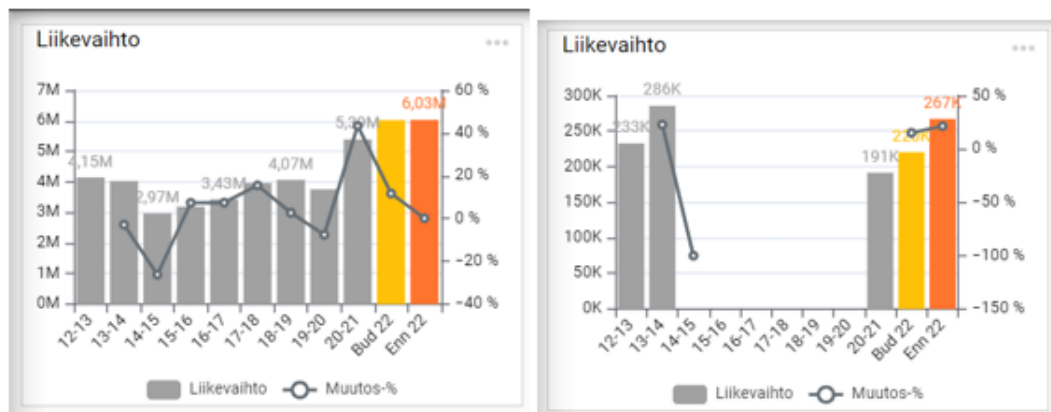 Liikevaihto
7M
6M
5M
4M
3M
2M
1M
0M
60 %
40 %
20 %
0 %
-20 %
-40 %
4,15M
2,97M
3,43M
4,07M
6,03M
12-13
13-14
14-15
15-16
16-17
17-18
18-19
19-20
20-21
Bud 22
Enn 22
Liikevaihto Muutos-%
Liikevaihto
300K
250K
200K
150K
100K
50K
0K
50 %
0 %
-50 %
-100 %
-150 %
233K
286K
191K
267K
12-13
13-14
14-15
15-16
16-17
17-18
18-19
19-20
20-21
Bud 22
Enn 22
Liikevaihto Muutos-%